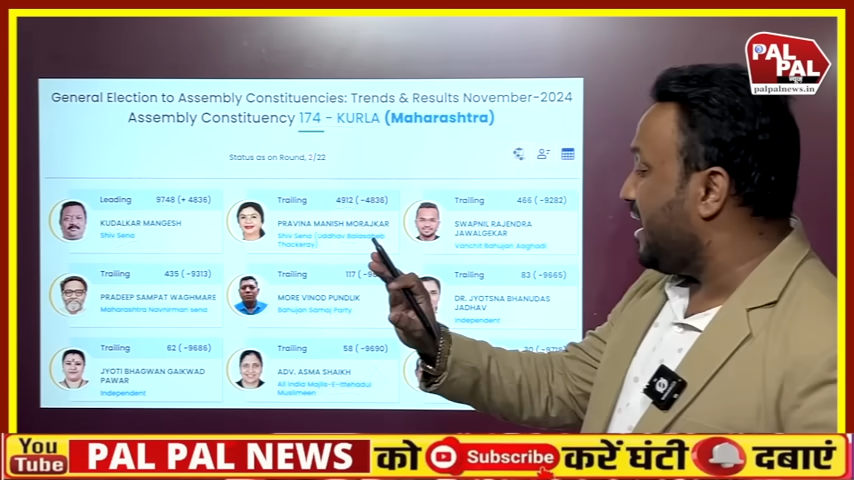 PAL
PAL
न्यूज़
palpalnews.in
General Election to Assembly Constituencies: Trends & Results November-2024
Assembly Constituency 174 - KURLA (Maharashtra)
Status as on Round, 2/22
Leading 9748 (+ 4836)
KUDALKAR MANGESH
Shiv Sena
Trailing 4912 (-4836)
PRAVINA MANISH MORAJKAR
Shiv Sena (Uddhav Balasaheb
Thackeray)
Trailing 466 (-9282)
SWAPNIL RAJENDRA
JAWALGEKAR
Vanchit Bahujan Aaghadi
Trailing 435 (-9313)
PRADEEP SAMPAT WAGHMARE
Maharashtra Navnirman sena
Trailing 117
MORE VINOD PUNDLIK
Bahujan Samaj Party
Trailing 83 (-9665)
DR. JYOTSNA BHANUDAS
JADHAV
Independent
Trailing 62 (-9686)
JYOTI BHAGWAN GAIKWAD
PAWAR
Independent
Trailing 58 (-9690)
ADV. ASMA SHAIKH
All India Majlis-E-Ittehadul
Muslimeen
You
Tube
PAL PAL NEWS को Subscribe करें घंटी दबाएं